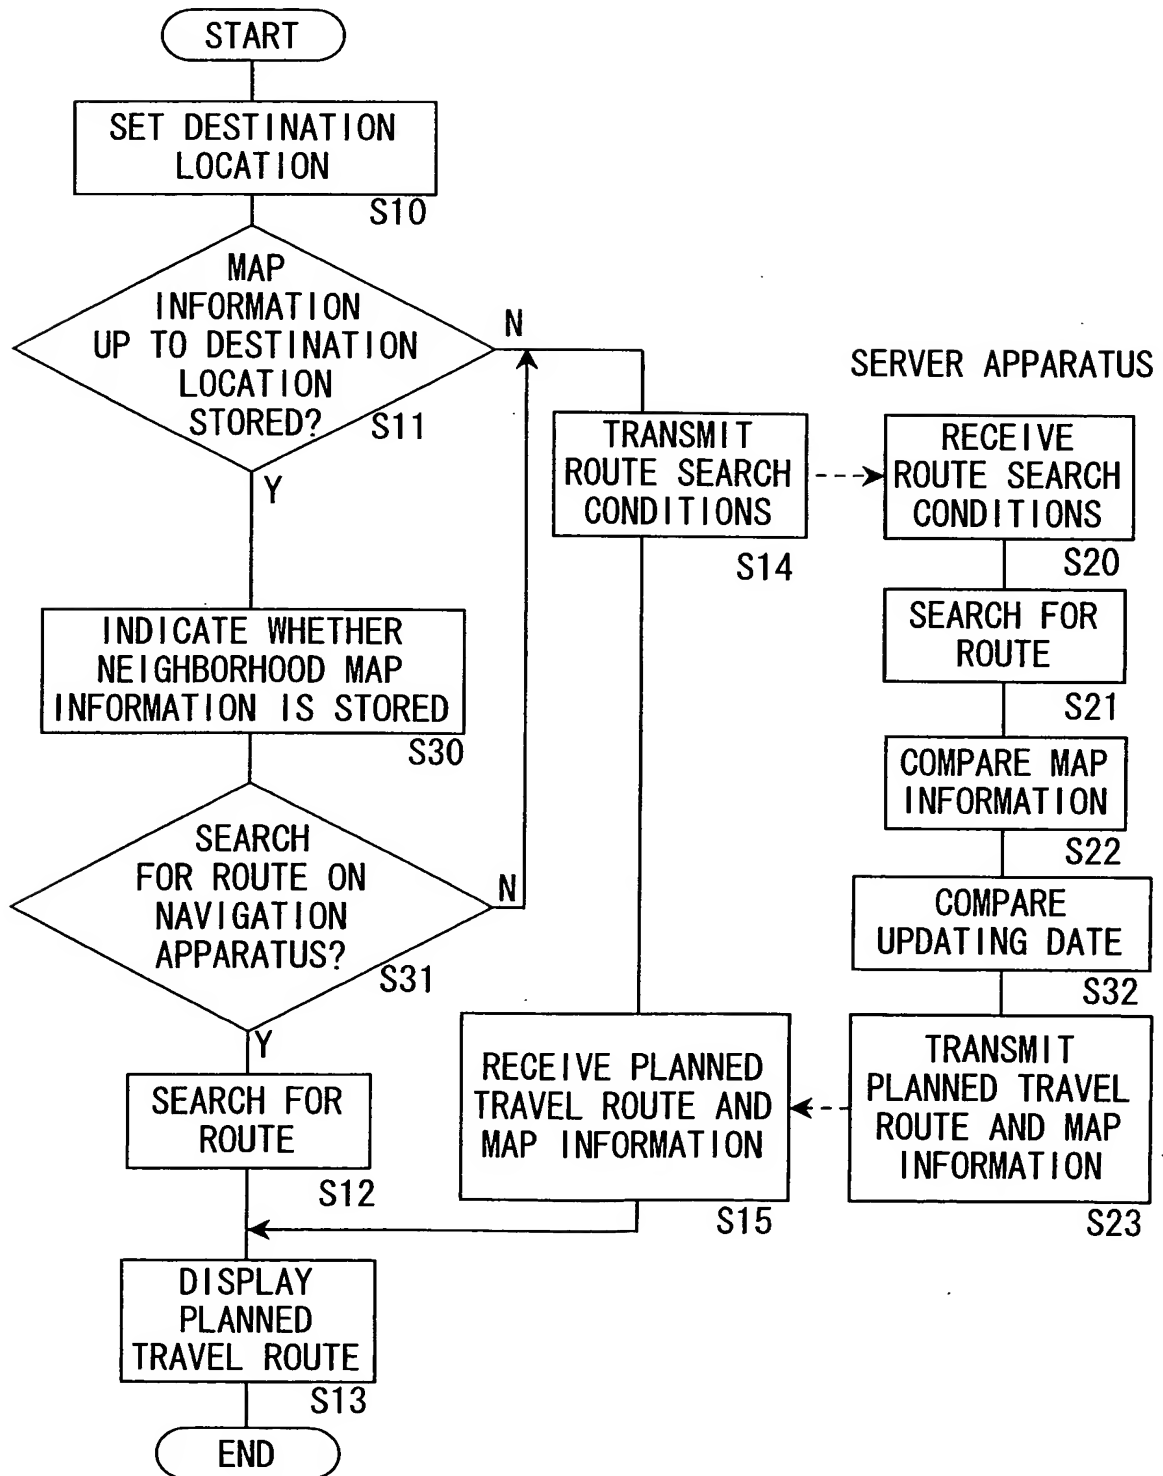 START
SET DESTINATION
LOCATION
S10
MAP
INFORMATION
UP TO DESTINATION
LOCATION
STORED?
S11
N
Y
INDICATE WHETHER
NEIGHBORHOOD MAP
INFORMATION IS STORED
S30
SEARCH
FOR ROUTE ON
NAVIGATION
APPARATUS?
S31
N
Y
SEARCH FOR
ROUTE
S12
DISPLAY
PLANNED
TRAVEL ROUTE
S13
END
TRANSMIT
ROUTE SEARCH
CONDITIONS
S14
RECEIVE PLANNED
TRAVEL ROUTE AND
MAP INFORMATION
S15
SERVER APPARATUS
RECEIVE
ROUTE SEARCH
CONDITIONS
S20
SEARCH FOR
ROUTE
S21
COMPARE MAP
INFORMATION
S22
COMPARE
UPDATING DATE
S32
TRANSMIT
PLANNED TRAVEL
ROUTE AND MAP
INFORMATION
S23